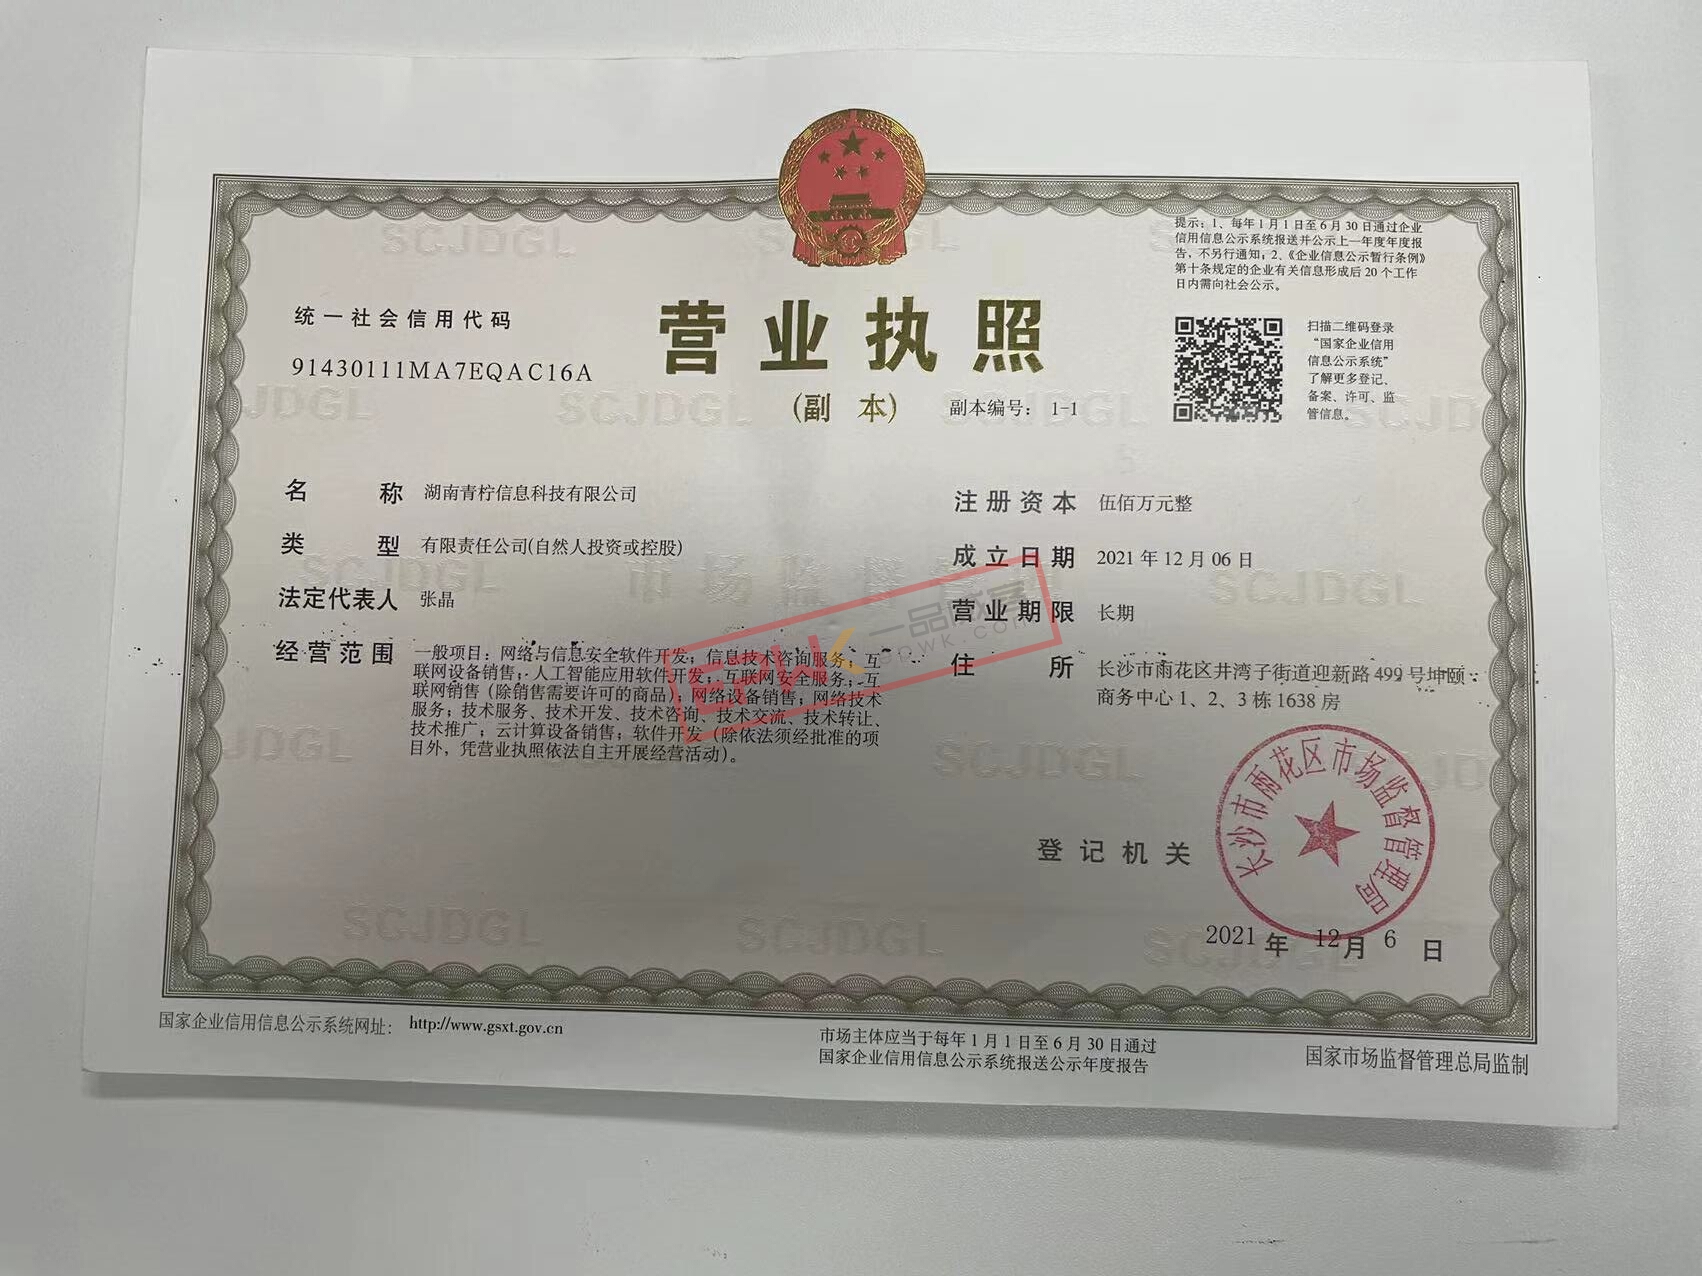 提示：1、每年1月1日至6月30日通过企业
信用信息公示系统报送并公示上一年度年度报
告，不另行通知；2、《企业信息公示暂行条例》
第十条规定的企业有关信息形成后20个工作
日内需向社会公示。
统一社会信用代码
91430111MA7EQAC16A
营业执照
(副 本)
副本编号： 1-1
扫描二维码登录
“国家企业信用
信息公示系统”
了解更多登记、
备案、许可、监
管信息。
名 称 湖南青柠信息科技有限公司
类 型 有限责任公司(自然人投资或控股)
法定代表人 张晶
经营范围 一般项目：网络与信息安全软件开发；信息技术咨询服务；互
联网设备销售；人工智能应用软件开发；互联网安全服务；互
联网销售（除销售需要许可的商品）；网络设备销售；网络技术
服务；技术服务、技术开发、技术咨询、技术交流、技术转让、
技术推广；云计算设备销售；软件开发（除依法须经批准的项
目外，凭营业执照依法自主开展经营活动）。
注册资本 伍佰万元整
成立日期 2021年12月06日
营业期限 长期
住 所 长沙市雨花区井湾子街道迎新路499号坤颐
商务中心1、2、3栋1638房
登记机关
长沙市雨花区市场监督管理局
2021年12月6日
国家企业信用信息公示系统网址： http://www.gsxt.gov.cn
市场主体应当于每年1月1日至6月30日通过
国家企业信用信息公示系统报送公示年度报告
国家市场监督管理总局监制
SCJDGL
市场监督
一品威客
epwk.com